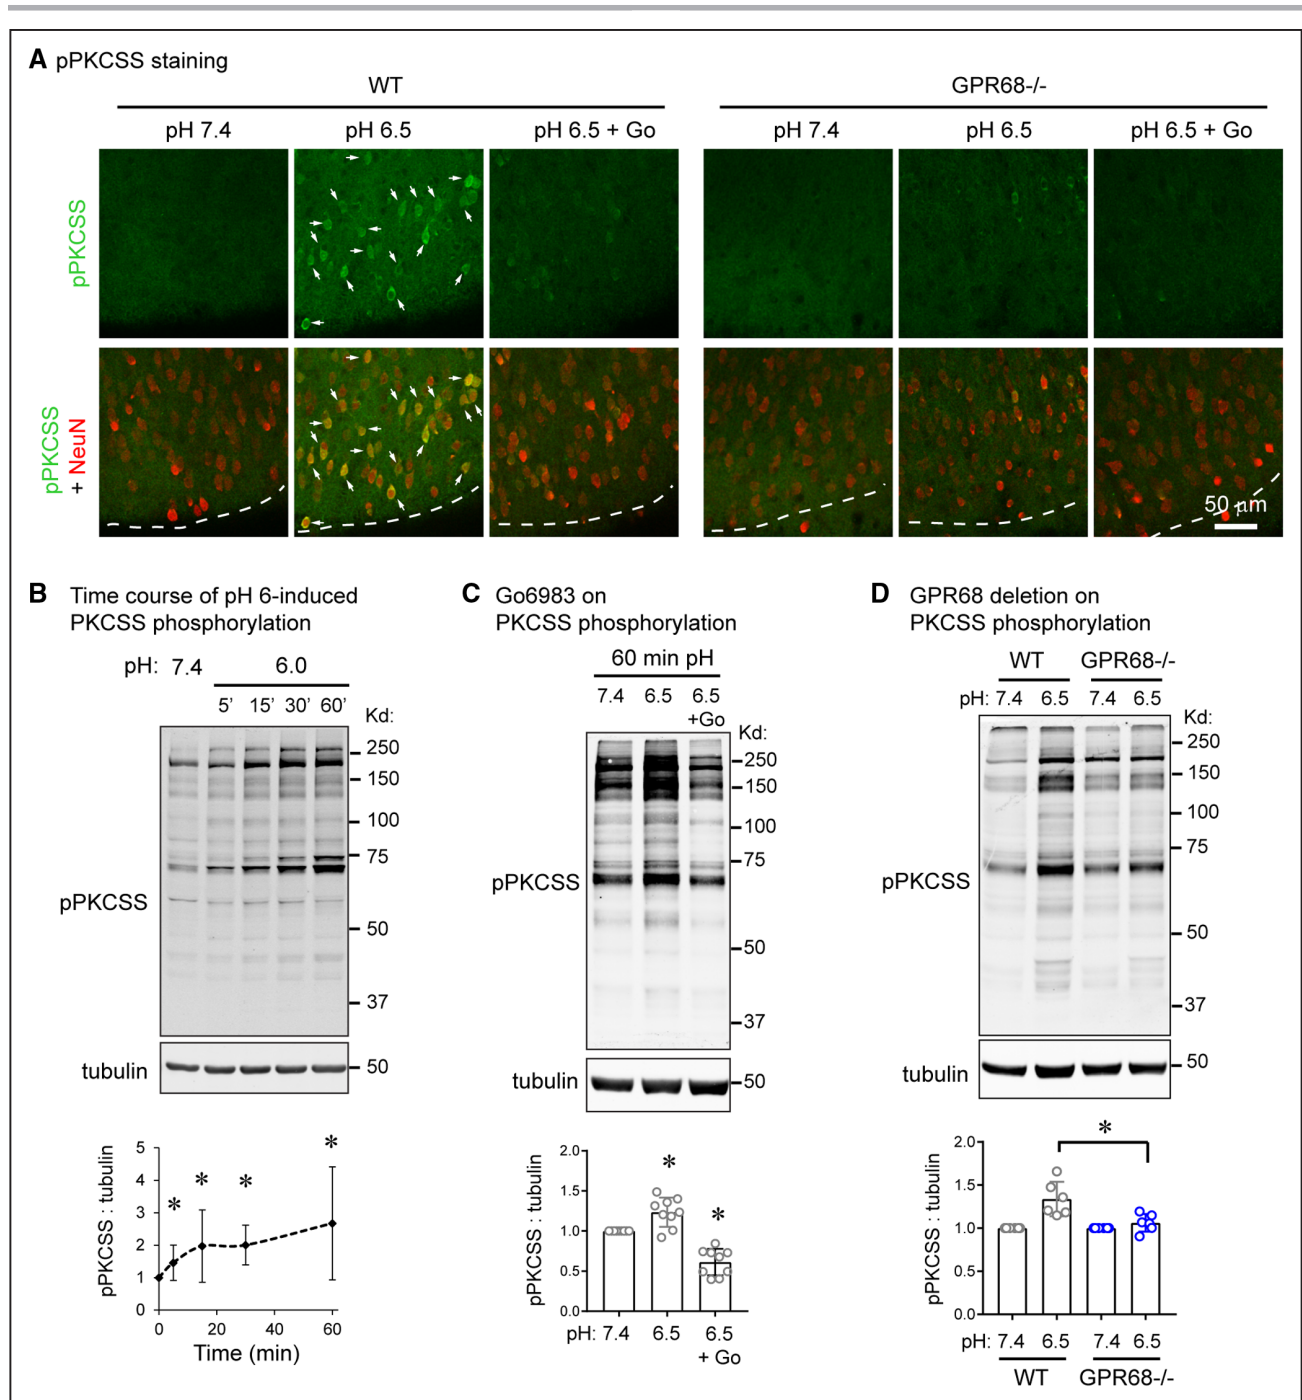 A pPKCSS staining
WT
GPR68-/-
pH 7.4
pH 6.5
pH 6.5 + Go
pH 7.4
pH 6.5
pH 6.5 + Go
pPKCSS
pPKCSS
+ NeuN
50 µm
B Time course of pH 6-induced
PKCSS phosphorylation
pH: 7.4 6.0
5’ 15’ 30’ 60’
Kd:
250
150
100
75
50
37
pPKCSS
tubulin
50
pPKCSS : tubulin
5
4
3
2
1
0
* * * *
0 20 40 60
Time (min)
C Go6983 on
PKCSS phosphorylation
60 min pH
7.4 6.5 6.5
+Go
Kd:
250
150
100
75
50
37
pPKCSS
tubulin
50
pPKCSS : tubulin
2.0
1.5
1.0
0.5
0.0
* *
pH: 7.4 6.5 6.5
+ Go
D GPR68 deletion on
PKCSS phosphorylation
WT GPR68-/-
pH: 7.4 6.5 7.4 6.5
Kd:
250
150
100
75
50
37
pPKCSS
tubulin
50
pPKCSS : tubulin
2.0
1.5
1.0
0.5
0.0
*
pH: 7.4 6.5 7.4 6.5
WT GPR68-/-